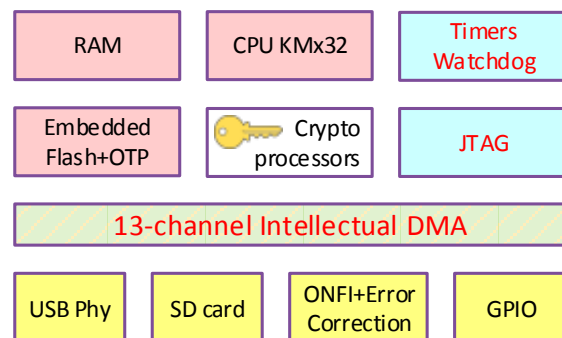 RAM
CPU KMx32
Timers
Watchdog
Embedded
Flash+OTP
Crypto
processors
JTAG
13-channel Intellectual DMA
USB Phy
SD card
ONFI+Error
Correction
GPIO